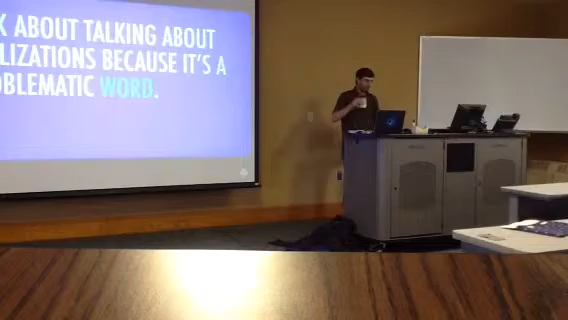 K ABOUT TALKING ABOUT
LIZATIONS BECAUSE IT'S A
OBLEMATIC WORD.